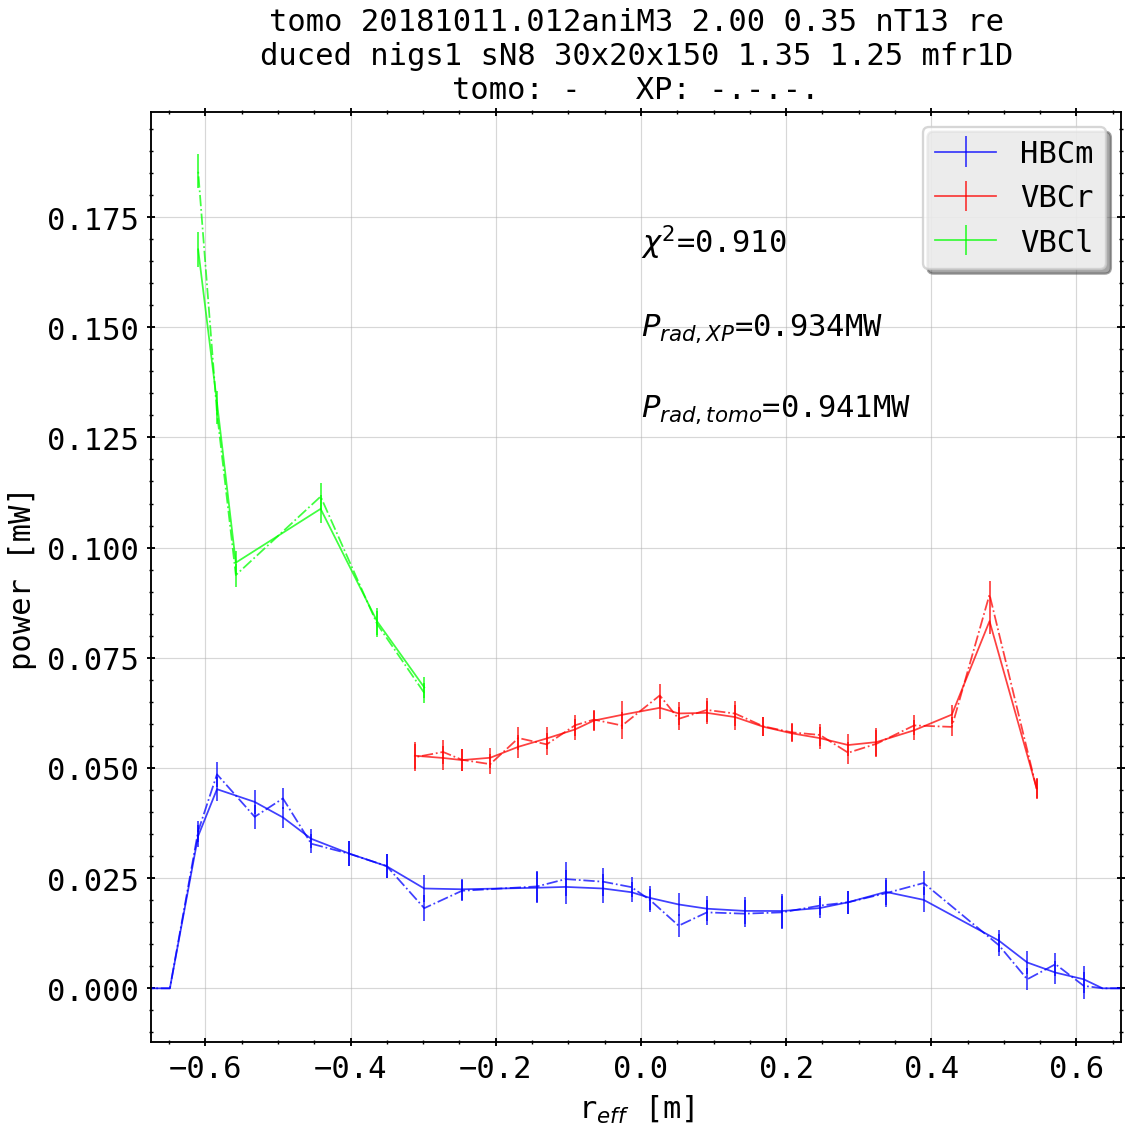 tomo 20181011.012aniM3 2.00 0.35 nT13 re
duced nigs1 sN8 30x20x150 1.35 1.25 mfr1D
tomo: -   XP: -.-.-.
HBCm
VBCr
VBCl
χ²=0.910
P_rad,XP=0.934MW
P_rad,tomo=0.941MW
power [mW]
0.175
0.150
0.125
0.100
0.075
0.050
0.025
0.000
−0.6 −0.4 −0.2 0.0 0.2 0.4 0.6
r_eff [m]